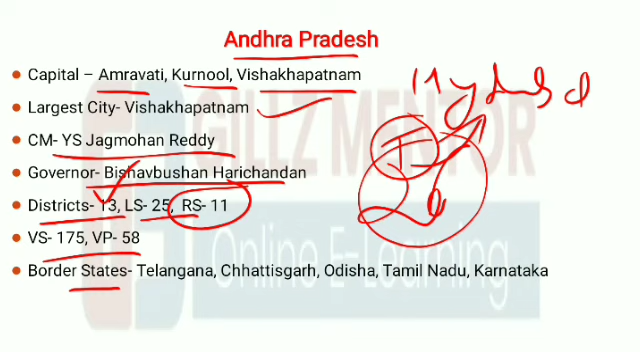 Andhra Pradesh
• Capital – Amravati, Kurnool, Vishakhapatnam
• Largest City- Vishakhapatnam
• CM- YS Jagmohan Reddy
• Governor- Bishavbushan Harichandan
• Districts- 13, LS- 25, RS- 11
• VS- 175, VP- 58
• Border States- Telangana, Chhattisgarh, Odisha, Tamil Nadu, Karnataka
GILLZ MENTOR
Online E-Learning